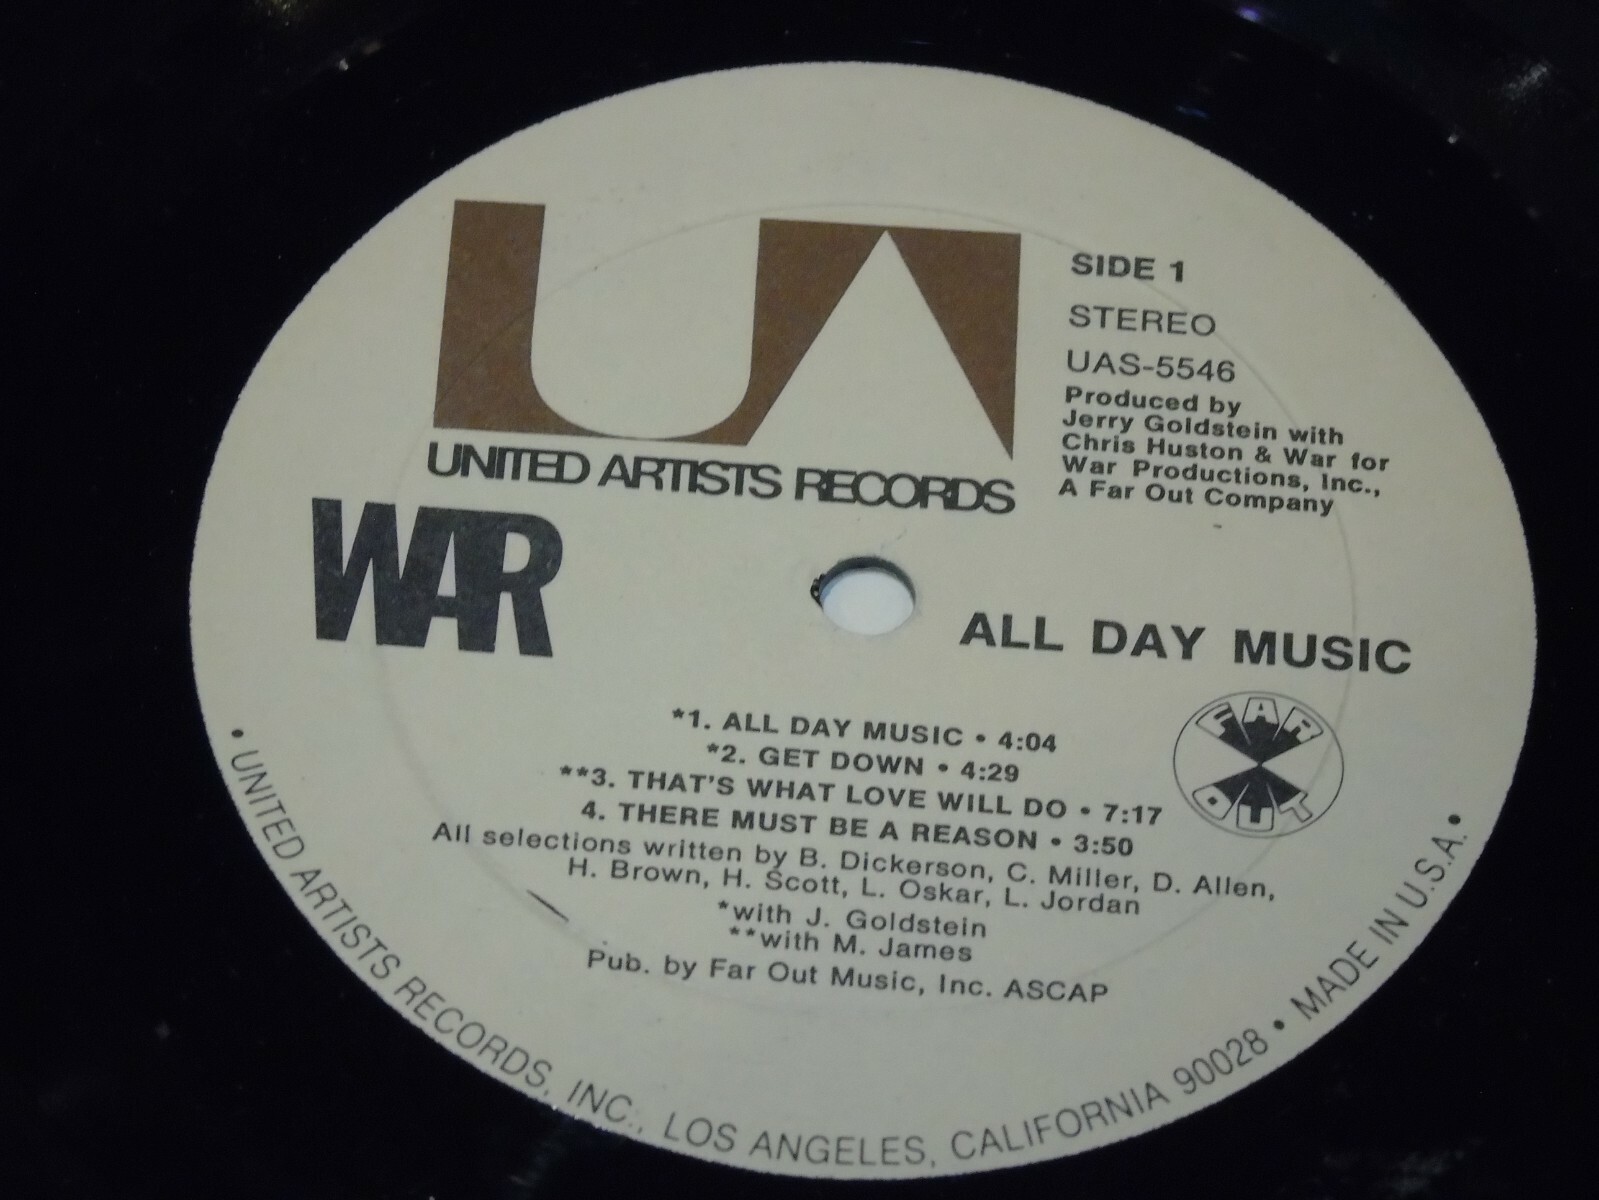 UA
UNITED ARTISTS RECORDS
SIDE 1
STEREO
UAS-5546
Produced by
Jerry Goldstein with
Chris Huston & War for
War Productions, Inc.,
A Far Out Company
WAR
ALL DAY MUSIC
FAR
OUT
*1. ALL DAY MUSIC • 4:04
*2. GET DOWN • 4:29
**3. THAT'S WHAT LOVE WILL DO • 7:17
4. THERE MUST BE A REASON • 3:50
All selections written by B. Dickerson, C. Miller, D. Allen,
H. Brown, H. Scott, L. Oskar, L. Jordan
*with J. Goldstein
**with M. James
Pub. by Far Out Music, Inc. ASCAP
• UNITED ARTISTS RECORDS, INC., LOS ANGELES, CALIFORNIA 90028 • MADE IN U.S.A. •